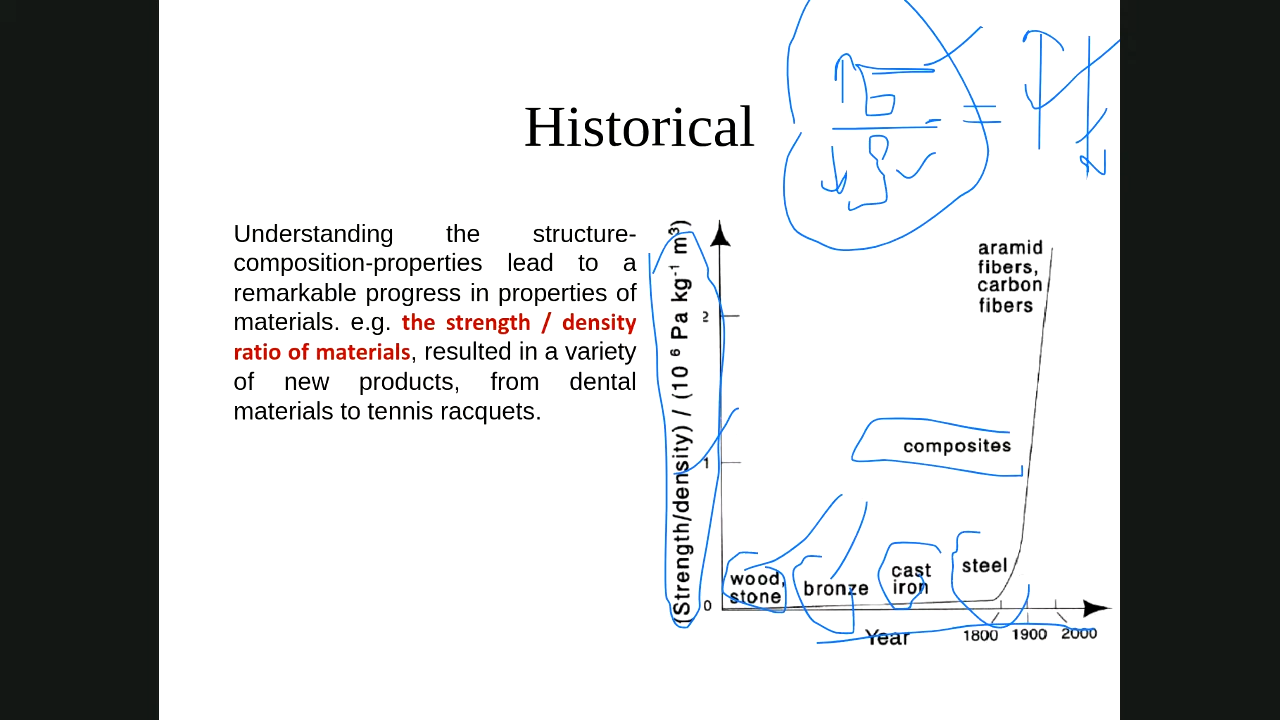 Historical
Understanding the structure-
composition-properties lead to a
remarkable progress in properties of
materials. e.g. the strength / density
ratio of materials, resulted in a variety
of new products, from dental
materials to tennis racquets.
(Strength/density) / (10 ⁶ Pa kg⁻¹ m³)
aramid
fibers,
carbon
fibers
2
composites
1
steel
cast
iron
bronze
wood,
stone
0
Year
1800 1900 2000